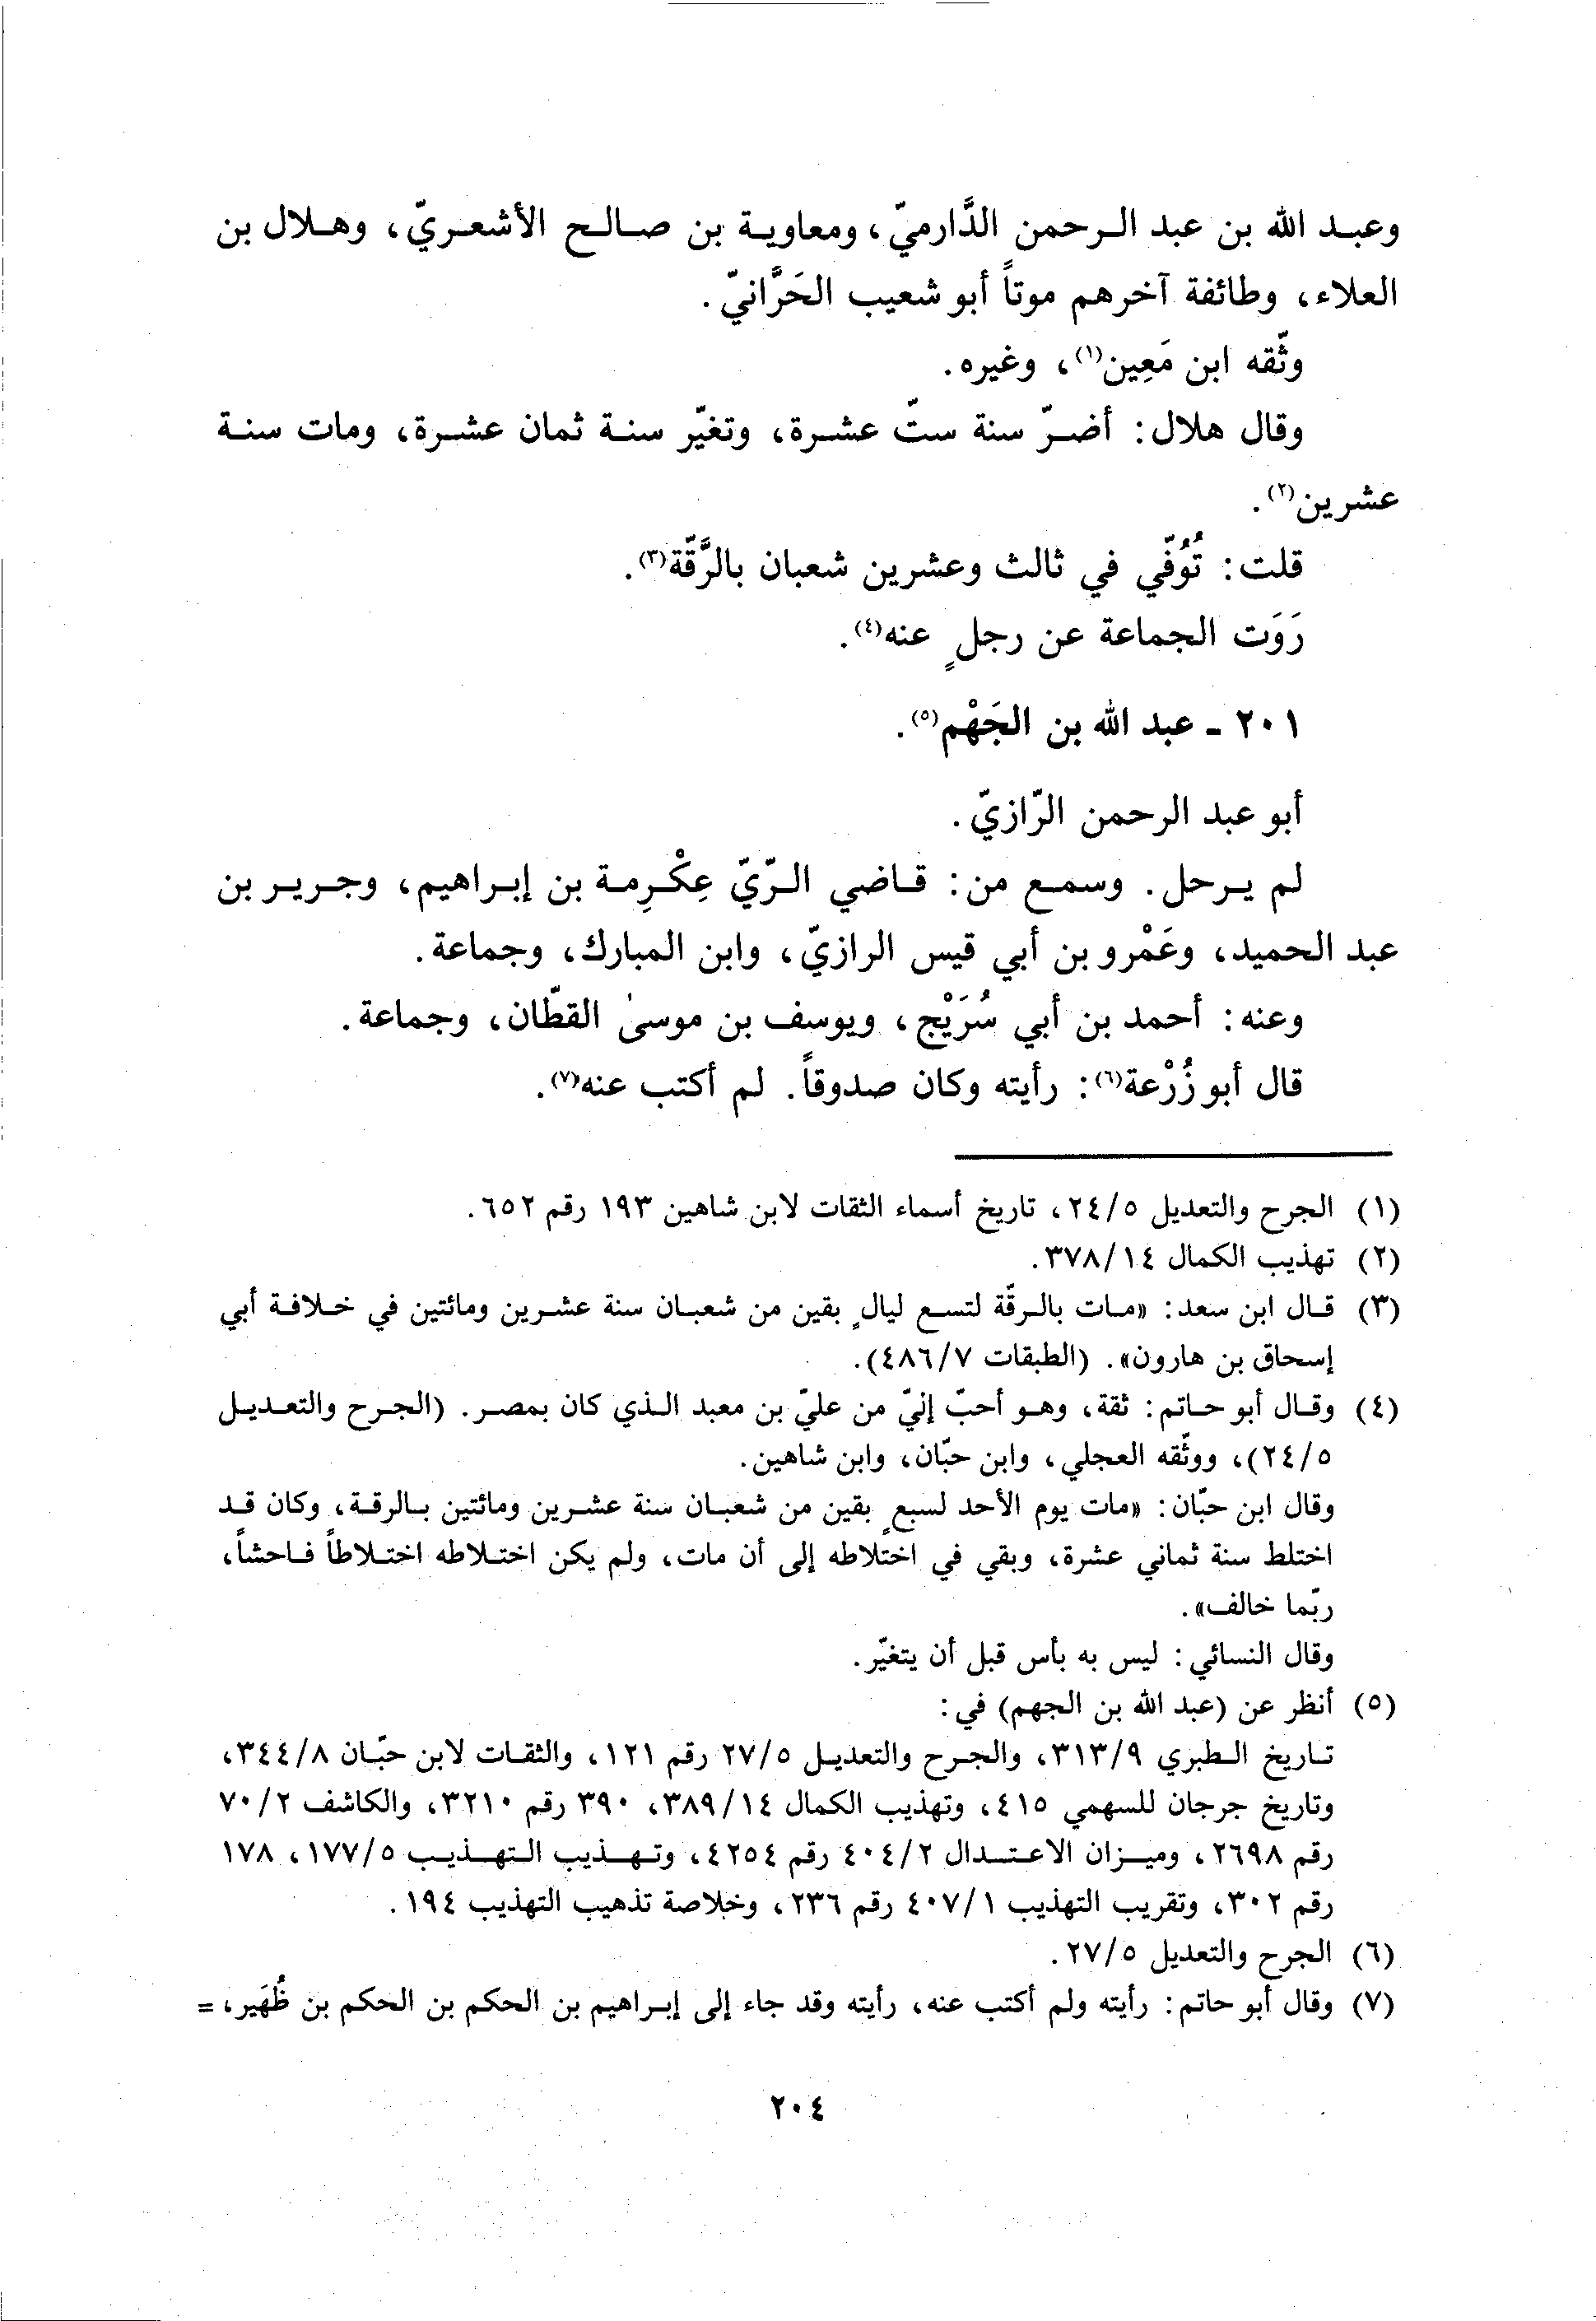 وعبد الله بن عبد الرحمن الدَّارميّ، ومعاوية بن صالح الأشعريّ، وهلال بن
العلاء، وطائفة آخرهم موتاً أبو شعيب الحَرَّانيّ.
وثّقه ابن مَعِين(١)، وغيره.
وقال هلال: أضرّ سنة ستّ عشرة، وتغيّر سنة ثمان عشرة، ومات سنة
عشرين(٢).
قلت: تُوُفّي في ثالث وعشرين شعبان بالرَّقّة(٣).
رَوَت الجماعة عن رجلٍ عنه(٤).
٢٠١ - عبد الله بن الجَهْم(٥).
أبو عبد الرحمن الرّازيّ.
لم يرحل. وسمع من: قاضي الرّيّ عِكْرِمة بن إبراهيم، وجرير بن
عبد الحميد، وعَمْرو بن أبي قيس الرازيّ، وابن المبارك، وجماعة.
وعنه: أحمد بن أبي سُرَيْج، ويوسف بن موسىٰ القطّان، وجماعة.
قال أبو زُرْعة(٦): رأيته وكان صدوقاً. لم أكتب عنه(٧).
(١) الجرح والتعديل ٢٤/٥، تاريخ أسماء الثقات لابن شاهين ١٩٣ رقم ٦٥٢.
(٢) تهذيب الكمال ٣٧٨/١٤.
(٣) قال ابن سعد: «مات بالرقّة لتسع ليالٍ بقين من شعبان سنة عشرين ومائتين في خلافة أبي
إسحاق بن هارون». (الطبقات ٤٨٦/٧).
(٤) وقال أبو حاتم: ثقة، وهو أحبّ إليّ من عليّ بن معبد الذي كان بمصر. (الجرح والتعديل
٢٤/٥)، ووثّقه العجلي، وابن حبّان، وابن شاهين.
وقال ابن حبّان: «مات يوم الأحد لسبعٍ بقين من شعبان سنة عشرين ومائتين بالرقة، وكان قد
اختلط سنة ثماني عشرة، وبقي في اختلاطه إلى أن مات، ولم يكن اختلاطه اختلاطاً فاحشاً،
ربّما خالف».
وقال النسائي: ليس به بأس قبل أن يتغيّر.
(٥) أنظر عن (عبد الله بن الجهم) في:
تاريخ الطبري ٣١٣/٩، والجرح والتعديل ٢٧/٥ رقم ١٢١، والثقات لابن حبّان ٣٤٤/٨،
وتاريخ جرجان للسهمي ٤١٥، وتهذيب الكمال ٣٨٩/١٤، ٣٩٠ رقم ٣٢١٠، والكاشف ٧٠/٢
رقم ٢٦٩٨، وميزان الاعتدال ٤٠٤/٢ رقم ٤٢٥٤، وتهذيب التهذيب ١٧٧/٥، ١٧٨
رقم ٣٠٢، وتقريب التهذيب ٤٠٧/١ رقم ٢٣٦، وخلاصة تذهيب التهذيب ١٩٤.
(٦) الجرح والتعديل ٢٧/٥.
(٧) وقال أبو حاتم: رأيته ولم أكتب عنه، رأيته وقد جاء إلى إبراهيم بن الحكم بن الحكم بن ظُهَير، =
٢٠٤